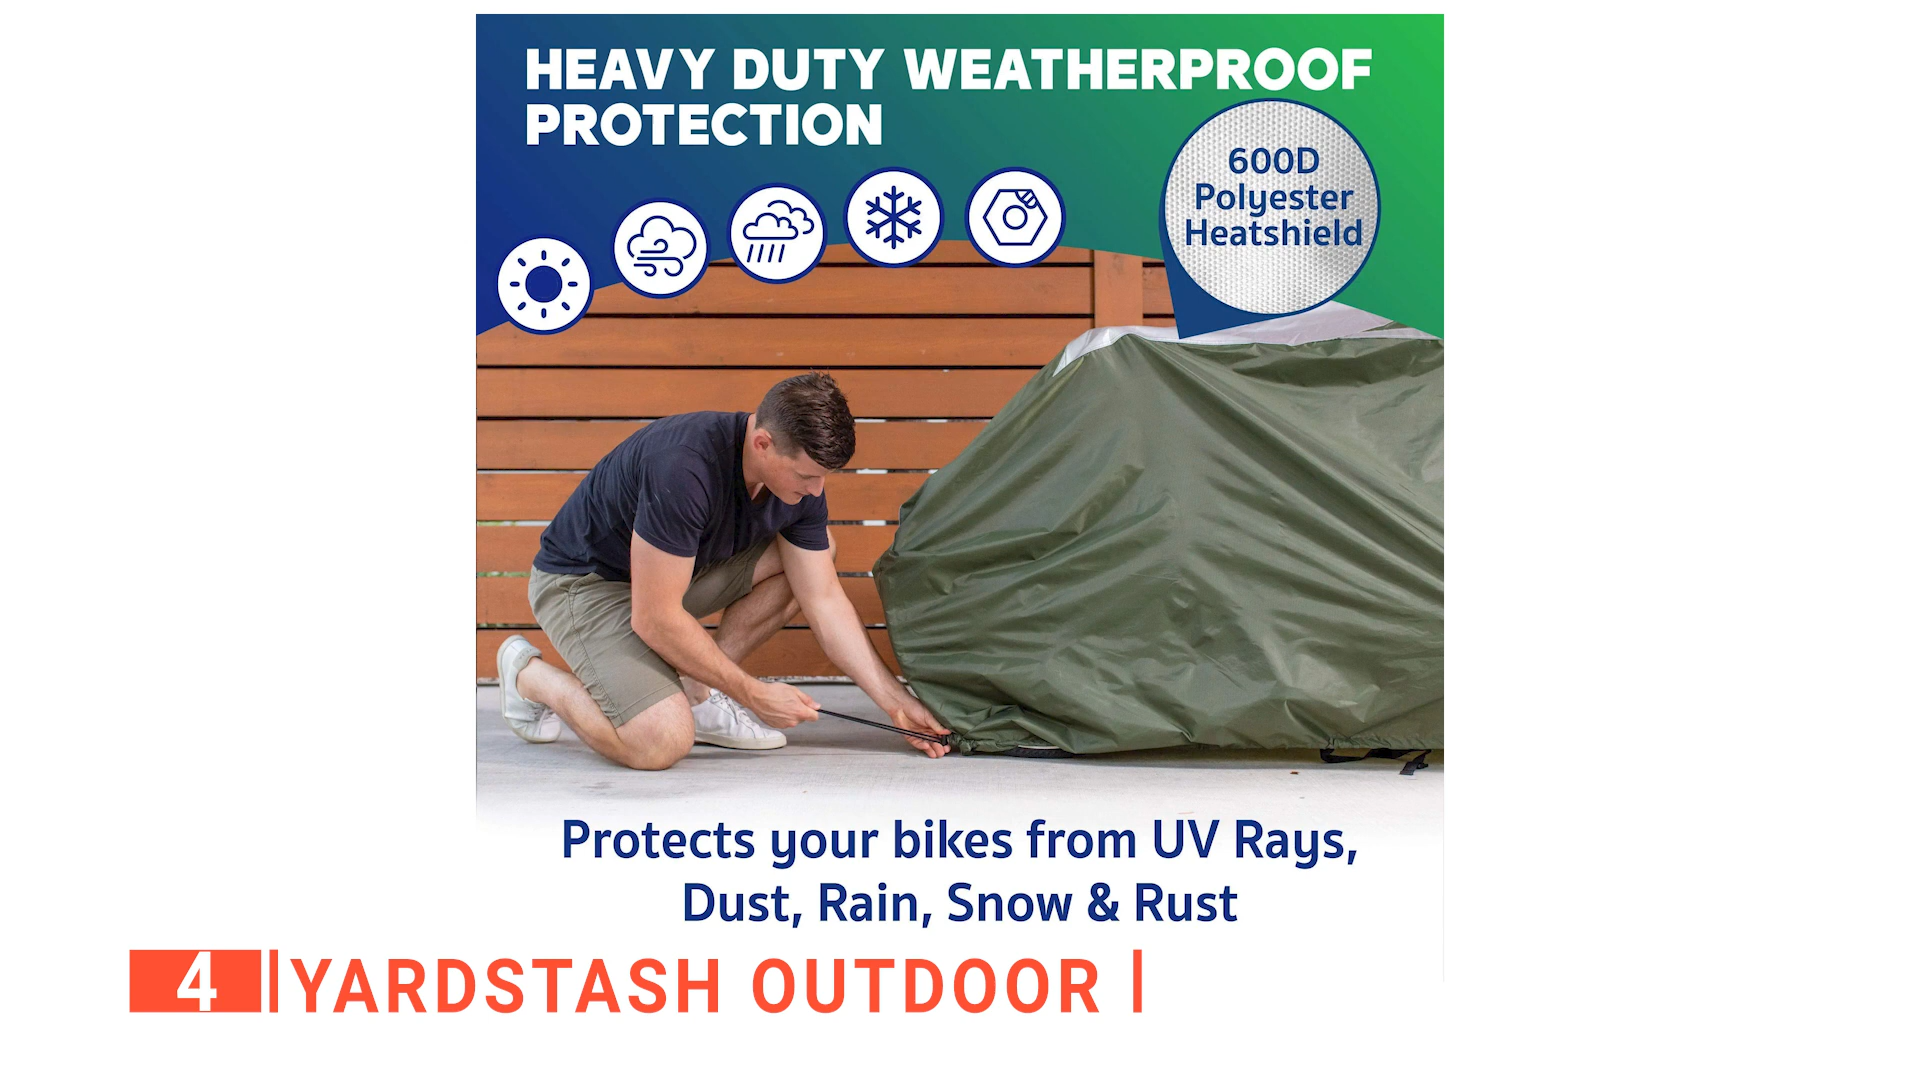 HEAVY DUTY WEATHERPROOF
PROTECTION
600D
Polyester
Heatshield
Protects your bikes from UV Rays,
Dust, Rain, Snow & Rust
4 YARDSTASH OUTDOOR